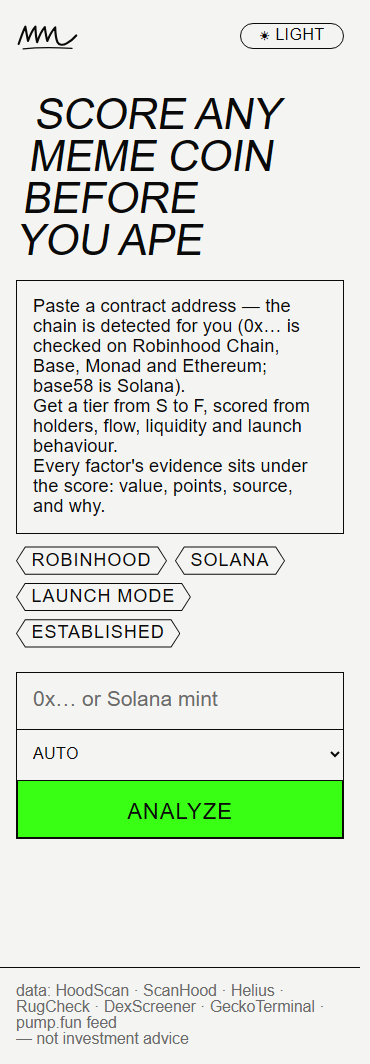 ☀ LIGHT
SCORE ANY
MEME COIN
BEFORE
YOU APE
Paste a contract address — the
chain is detected for you (0x… is
checked on Robinhood Chain,
Base, Monad and Ethereum;
base58 is Solana).
Get a tier from S to F, scored from
holders, flow, liquidity and launch
behaviour.
Every factor's evidence sits under
the score: value, points, source,
and why.
ROBINHOOD
SOLANA
LAUNCH MODE
ESTABLISHED
0x… or Solana mint
AUTO
ANALYZE
data: HoodScan · ScanHood · Helius ·
RugCheck · DexScreener · GeckoTerminal ·
pump.fun feed
— not investment advice